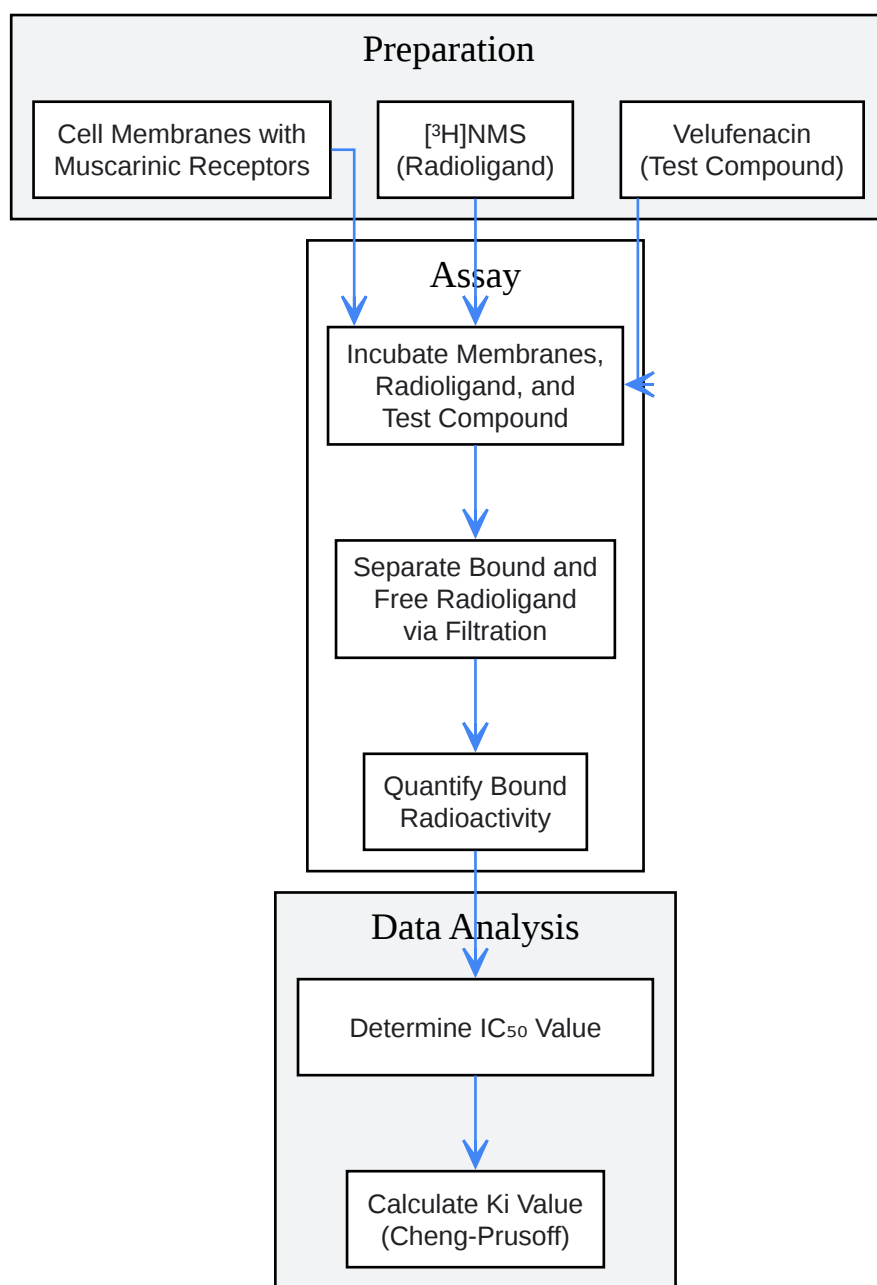 Preparation
Cell Membranes with
Muscarinic Receptors
[³H]NMS
(Radioligand)
Velufenacin
(Test Compound)
Assay
Incubate Membranes,
Radioligand, and
Test Compound
Separate Bound and
Free Radioligand
via Filtration
Quantify Bound
Radioactivity
Data Analysis
Determine IC₅₀ Value
Calculate Ki Value
(Cheng-Prusoff)